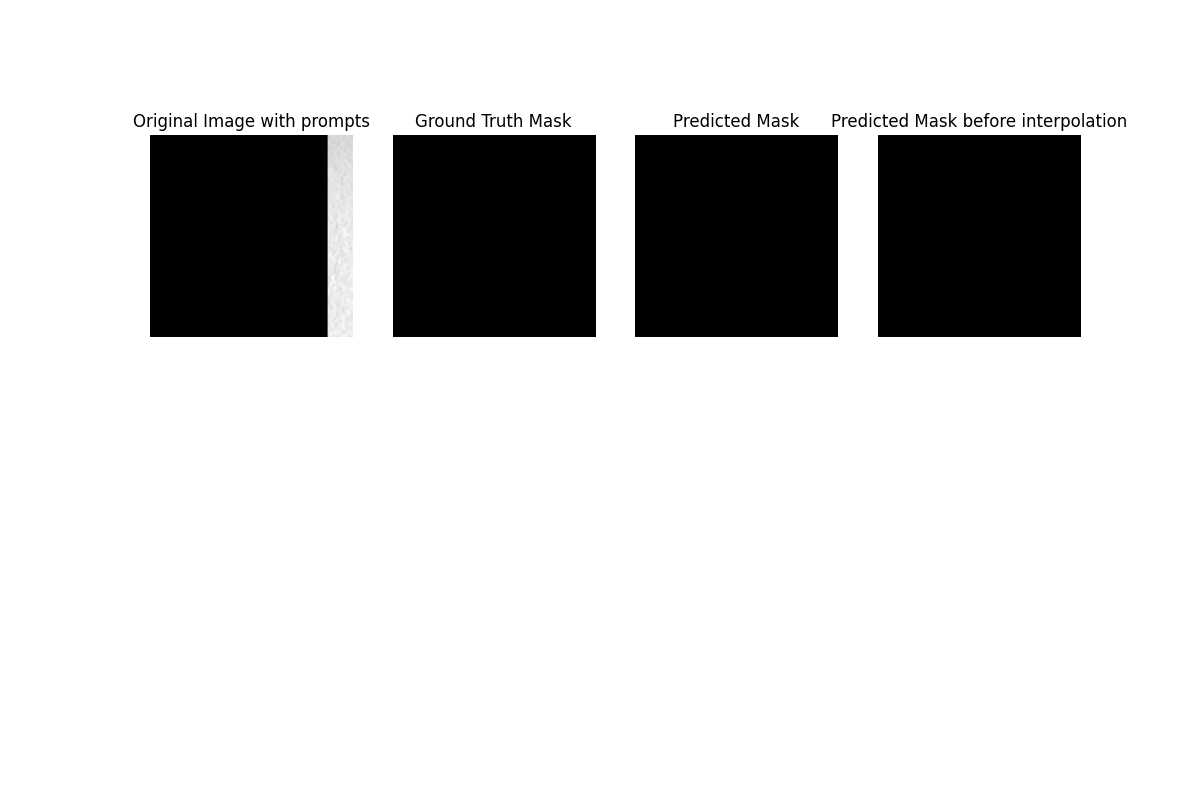 Original Image with prompts
Ground Truth Mask
Predicted Mask
Predicted Mask before interpolation